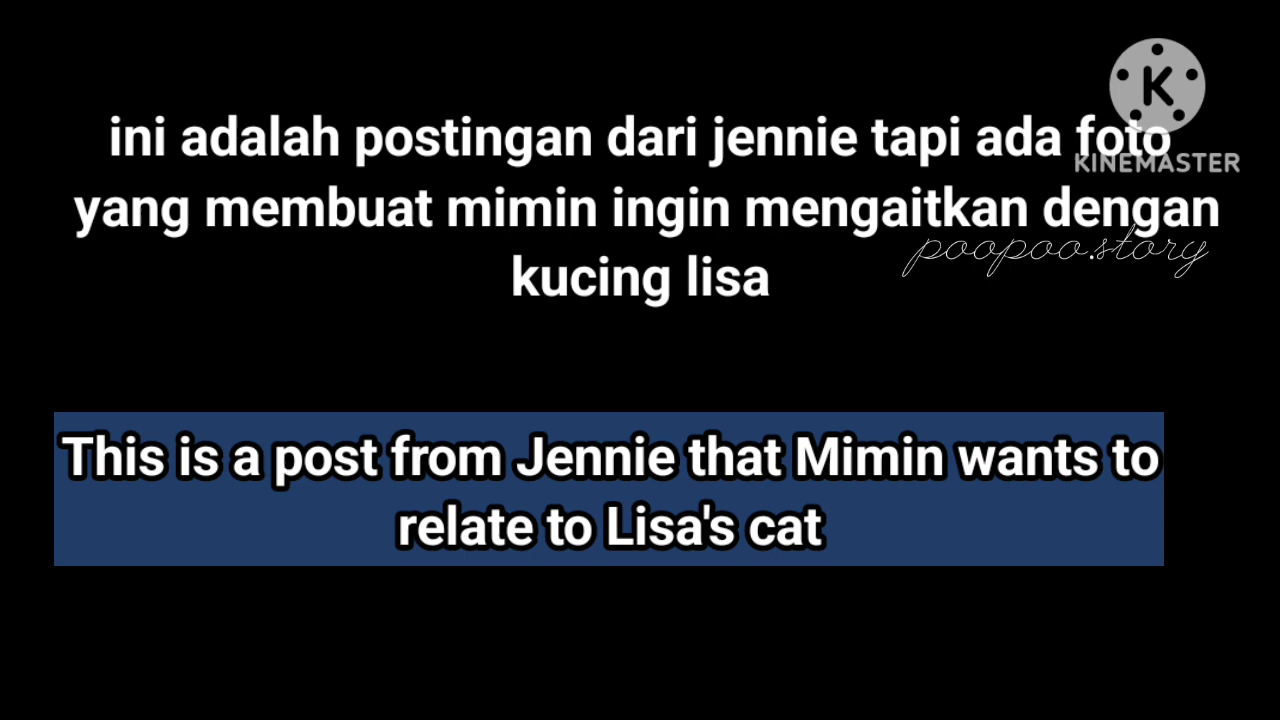 ini adalah postingan dari jennie tapi ada foto
KINEMASTER
yang membuat mimin ingin mengaitkan dengan
poopoo.story
kucing lisa
This is a post from Jennie that Mimin wants to
relate to Lisa's cat